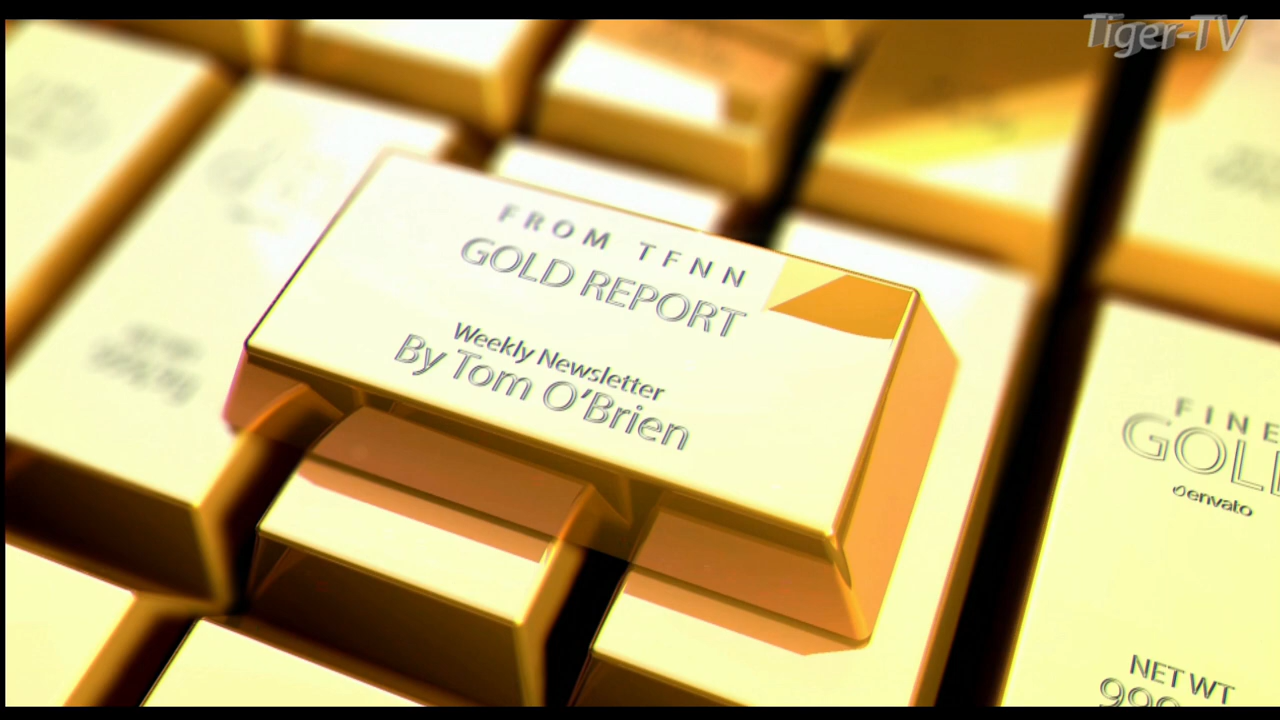 Tiger-TV
FROM TFNN
GOLD REPORT
Weekly Newsletter
By Tom O'Brien
FINE
GOLD
envato
NET WT